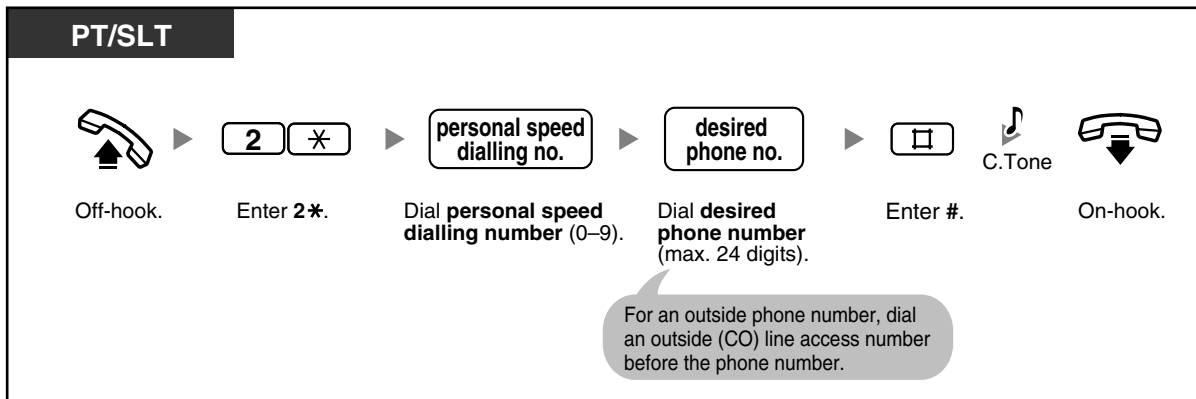 PT/SLT
2 ✳
personal speed
dialling no.
desired
phone no.
#
C.Tone
Off-hook.
Enter 2✳.
Dial personal speed
dialling number (0–9).
Dial desired
phone number
(max. 24 digits).
Enter #.
On-hook.
For an outside phone number, dial
an outside (CO) line access number
before the phone number.